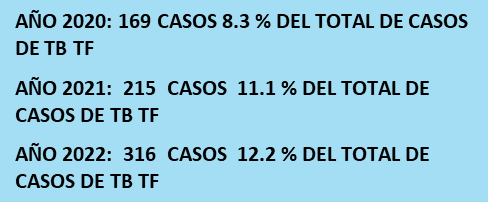 AÑO 2020: 169 CASOS 8.3 % DEL TOTAL DE CASOS
DE TB TF
AÑO 2021: 215 CASOS 11.1 % DEL TOTAL DE
CASOS DE TB TF
AÑO 2022: 316 CASOS 12.2 % DEL TOTAL DE
CASOS DE TB TF